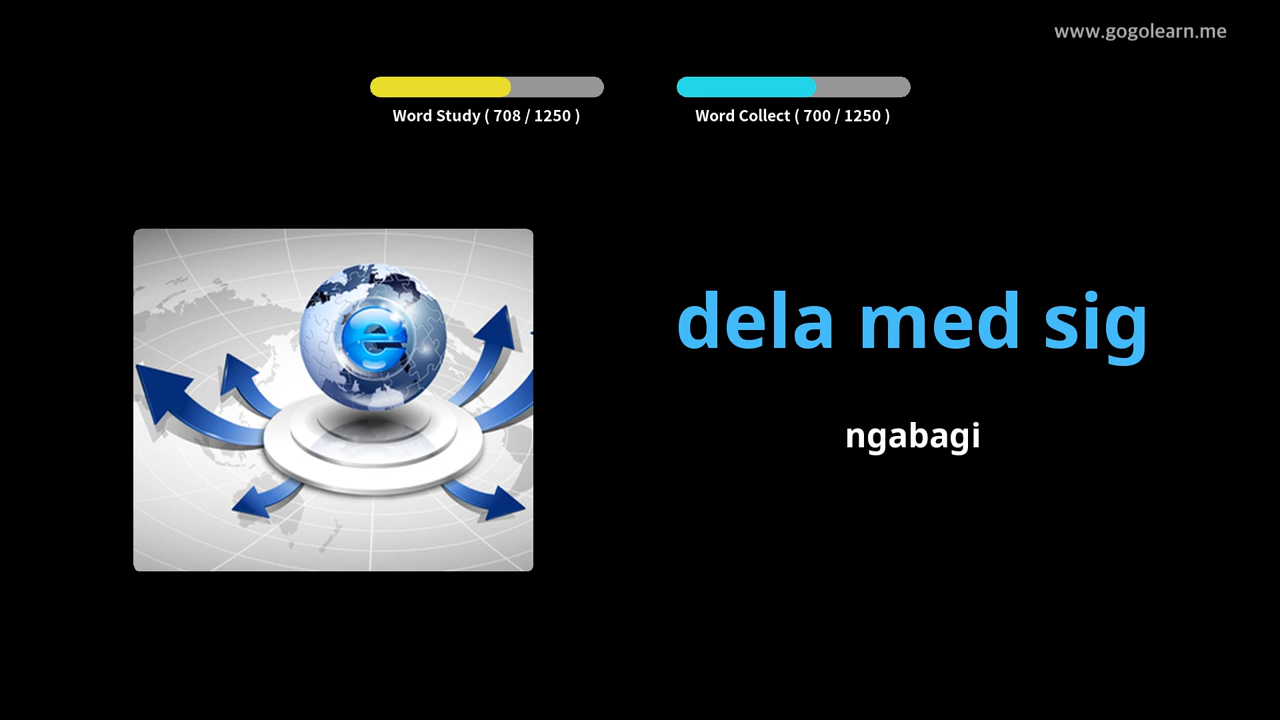 www.gogolearn.me
Word Study ( 708 / 1250 )
Word Collect ( 700 / 1250 )
e
dela med sig
ngabagi